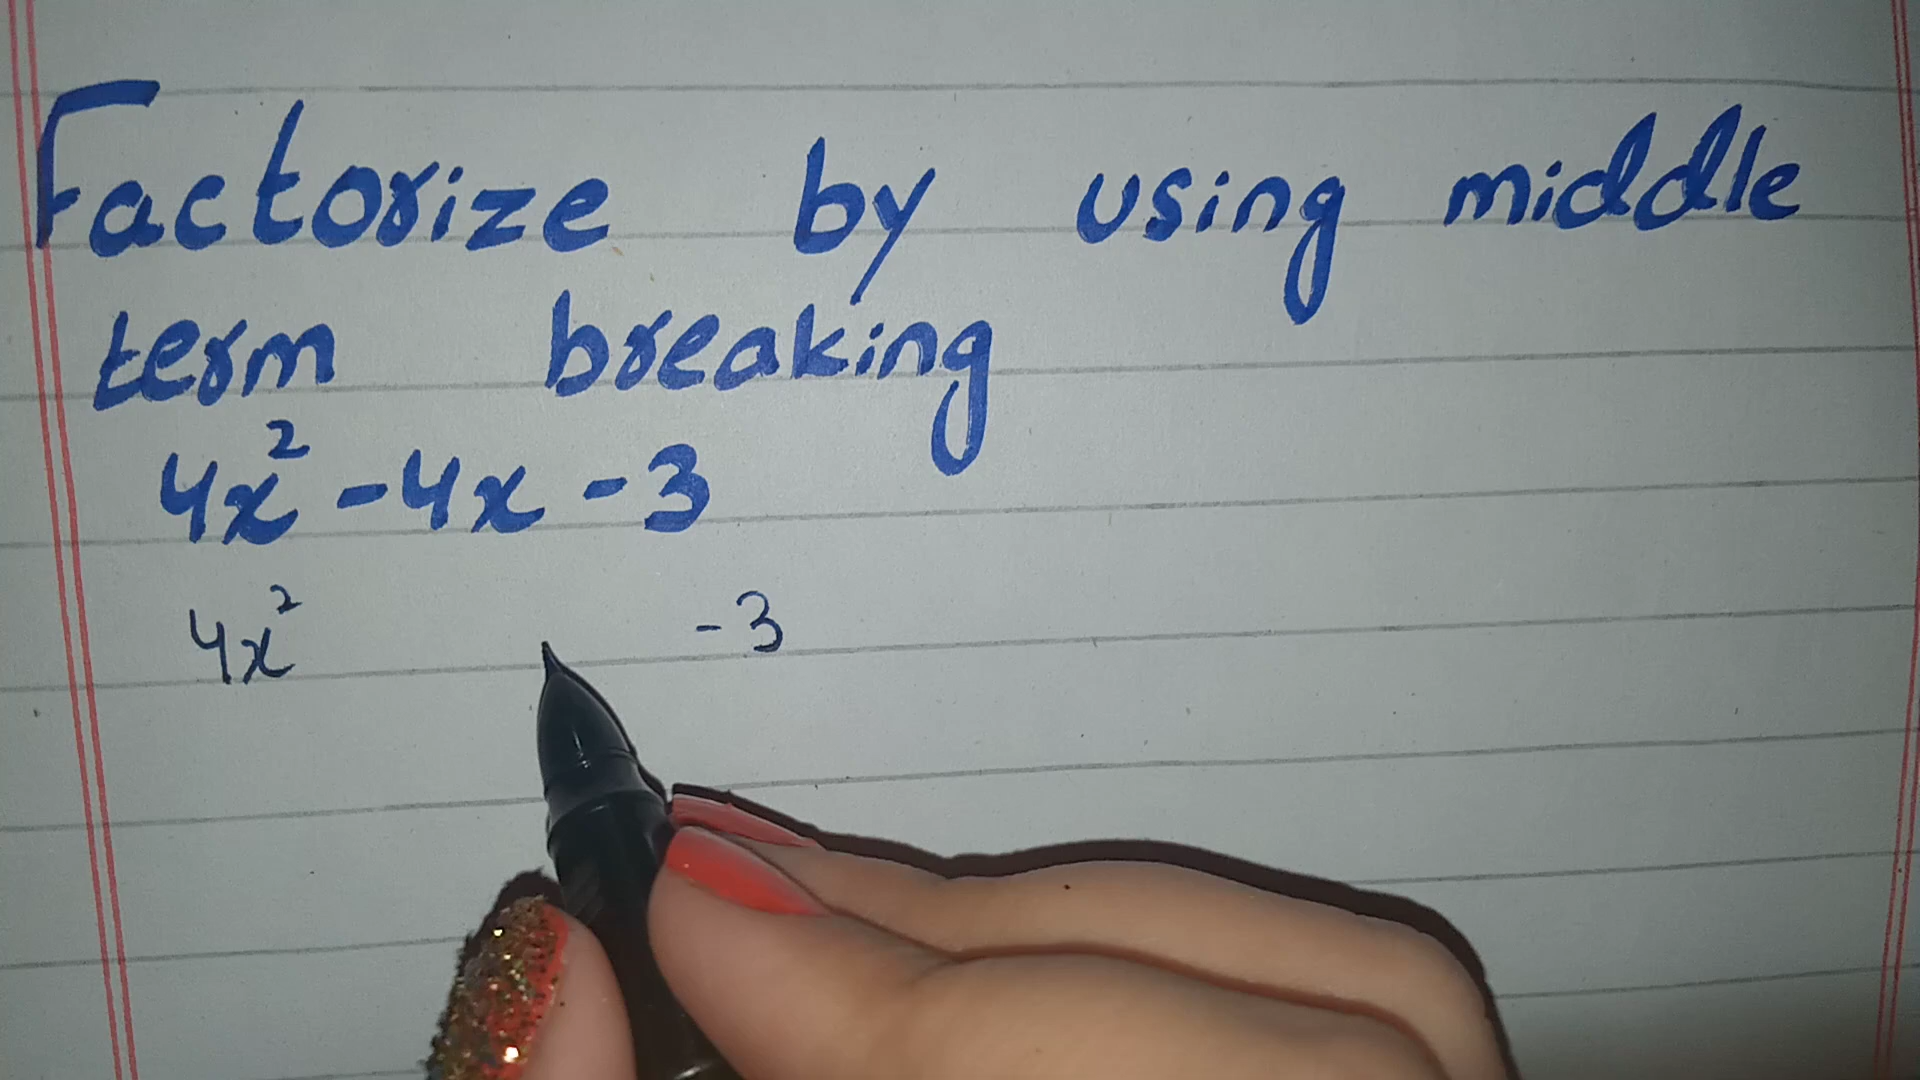 Factorize by using middle
term breaking
4x² - 4x - 3
4x² - 3